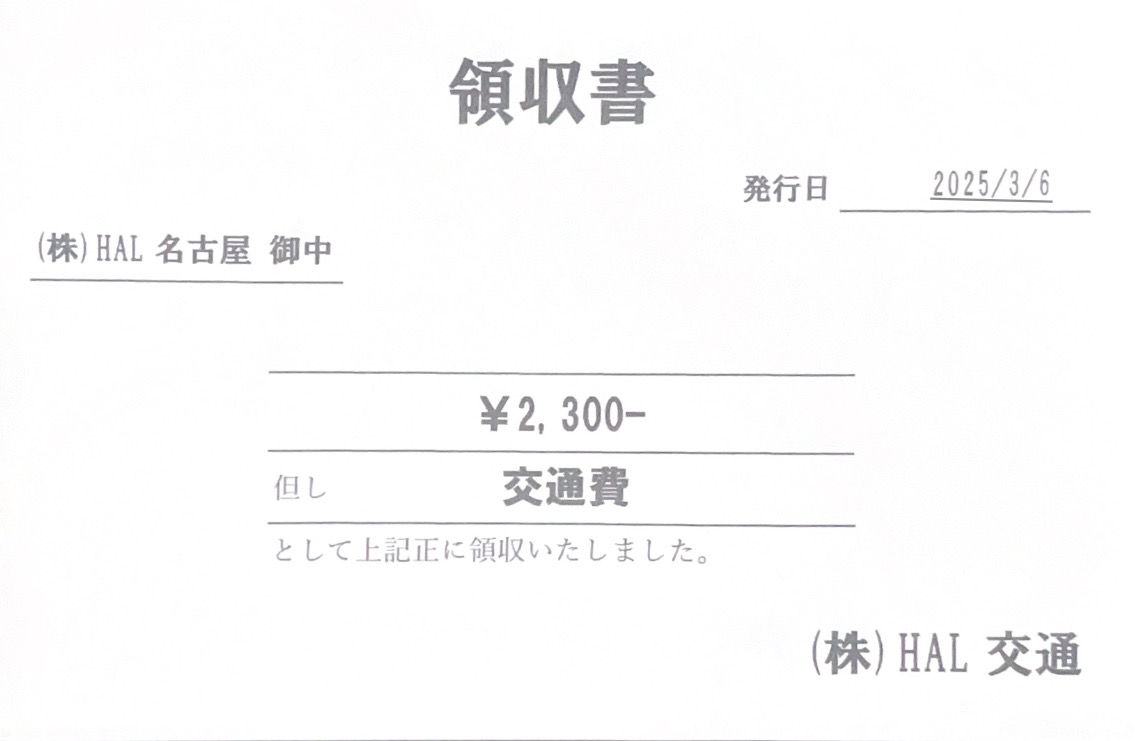 領収書
発行日 2025/3/6
(株)HAL 名古屋 御中
¥2,300-
但し 交通費
として上記正に領収いたしました。
(株)HAL 交通